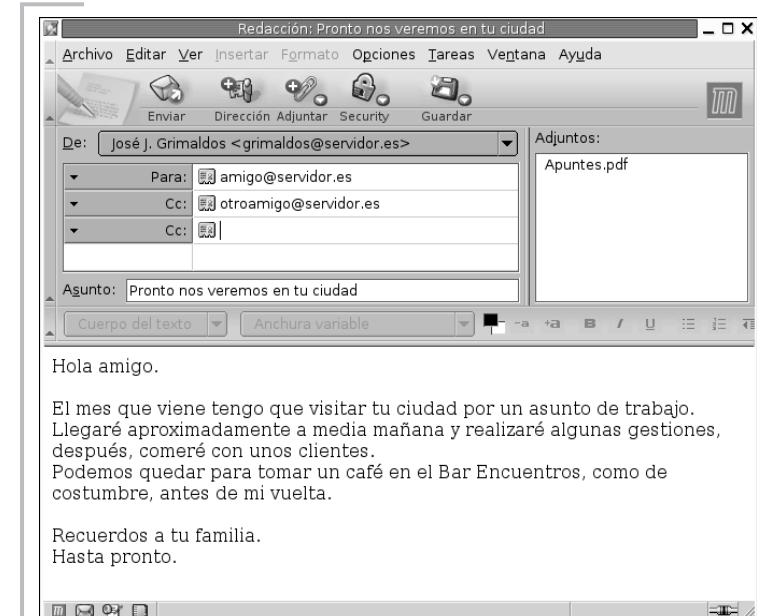 Redacción: Pronto nos veremos en tu ciudad
Archivo Editar Ver Insertar Formato Opciones Tareas Ventana Ayuda
Enviar Dirección Adjuntar Security Guardar
De: José J. Grimaldos <grimaldos@servidor.es>
Adjuntos:
Apuntes.pdf
Para: amigo@servidor.es
Cc: otroamigo@servidor.es
Cc:
Asunto: Pronto nos veremos en tu ciudad
Cuerpo del texto Anchura variable -a +a B I U
Hola amigo.
El mes que viene tengo que visitar tu ciudad por un asunto de trabajo.
Llegaré aproximadamente a media mañana y realizaré algunas gestiones,
después, comeré con unos clientes.
Podemos quedar para tomar un café en el Bar Encuentros, como de
costumbre, antes de mi vuelta.
Recuerdos a tu familia.
Hasta pronto.